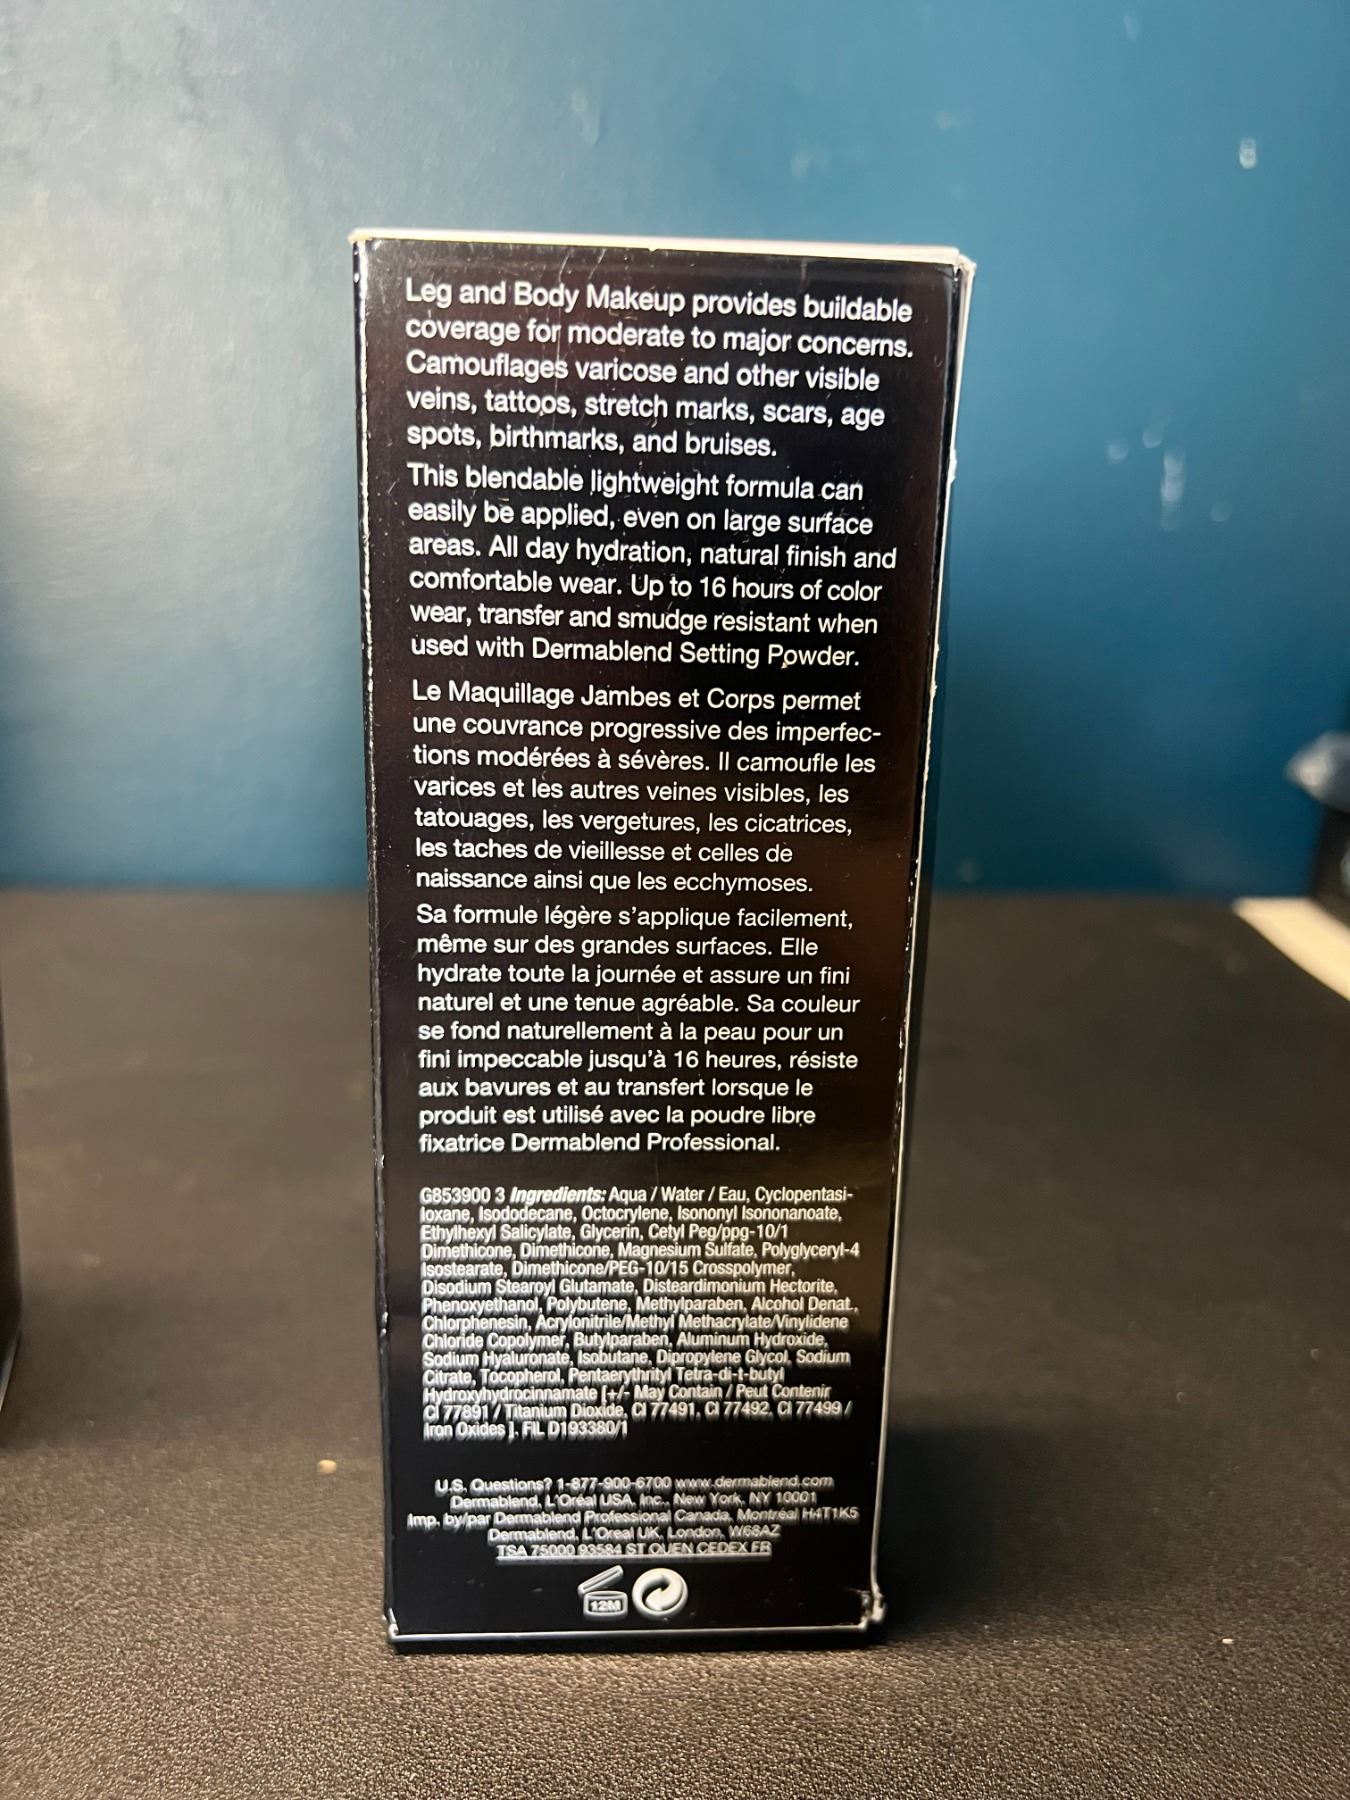 Leg and Body Makeup provides buildable
coverage for moderate to major concerns.
Camouflages varicose and other visible
veins, tattoos, stretch marks, scars, age
spots, birthmarks, and bruises.
This blendable lightweight formula can
easily be applied, even on large surface
areas. All day hydration, natural finish and
comfortable wear. Up to 16 hours of color
wear, transfer and smudge resistant when
used with Dermablend Setting Powder.
Le Maquillage Jambes et Corps permet
une couvrance progressive des imperfec-
tions modérées à sévères. Il camoufle les
varices et les autres veines visibles, les
tatouages, les vergetures, les cicatrices,
les taches de vieillesse et celles de
naissance ainsi que les ecchymoses.
Sa formule légère s'applique facilement,
même sur des grandes surfaces. Elle
hydrate toute la journée et assure un fini
naturel et une tenue agréable. Sa couleur
se fond naturellement à la peau pour un
fini impeccable jusqu'à 16 heures, résiste
aux bavures et au transfert lorsque le
produit est utilisé avec la poudre libre
fixatrice Dermablend Professional.
G853900 3 Ingredients: Aqua / Water / Eau, Cyclopentasi-
loxane, Isododecane, Octocrylene, Isononyl Isononanoate,
Ethylhexyl Salicylate, Glycerin, Cetyl Peg/ppg-10/1
Dimethicone, Dimethicone, Magnesium Sulfate, Polyglyceryl-4
Isostearate, Dimethicone/PEG-10/15 Crosspolymer,
Disodium Stearoyl Glutamate, Disteardimonium Hectorite,
Phenoxyethanol, Polybutene, Methylparaben, Alcohol Denat.,
Chlorphenesin, Acrylonitrile/Methyl Methacrylate/Vinylidene
Chloride Copolymer, Butylparaben, Aluminum Hydroxide,
Sodium Hyaluronate, Isobutane, Dipropylene Glycol, Sodium
Citrate, Tocopherol, Pentaerythrityl Tetra-di-t-butyl
Hydroxyhydrocinnamate [+/- May Contain / Peut Contenir
CI 77891 / Titanium Dioxide, CI 77491, CI 77492, CI 77499 /
Iron Oxides ]. FIL D193380/1
U.S. Questions? 1-877-900-6700 www.dermablend.com
Dermablend, L'Oréal USA, Inc., New York, NY 10001
Imp. by/par Dermablend Professional Canada, Montréal H4T1K5
Dermablend, L'Oreal UK, London, W68AZ
TSA 75000 93584 ST OUEN CEDEX FR
12M